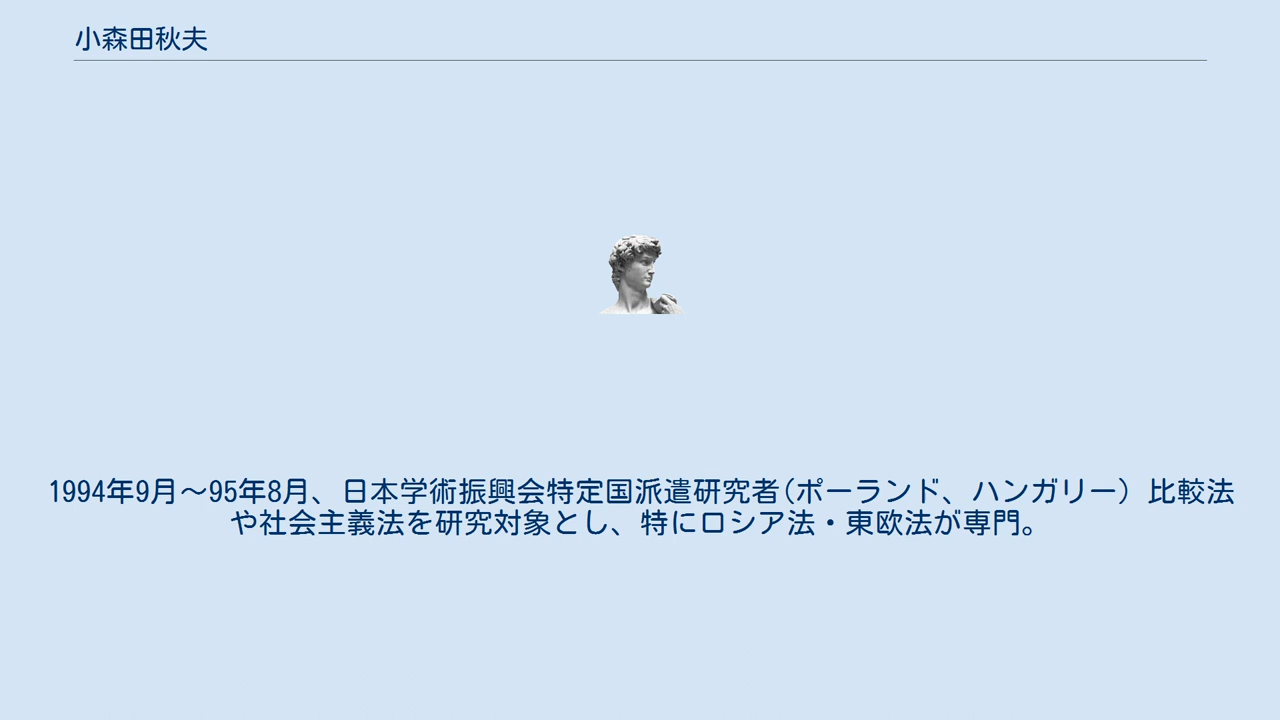 小森田秋夫
1994年9月～95年8月、日本学術振興会特定国派遣研究者(ポーランド、ハンガリー) 比較法
や社会主義法を研究対象とし、特にロシア法・東欧法が専門。